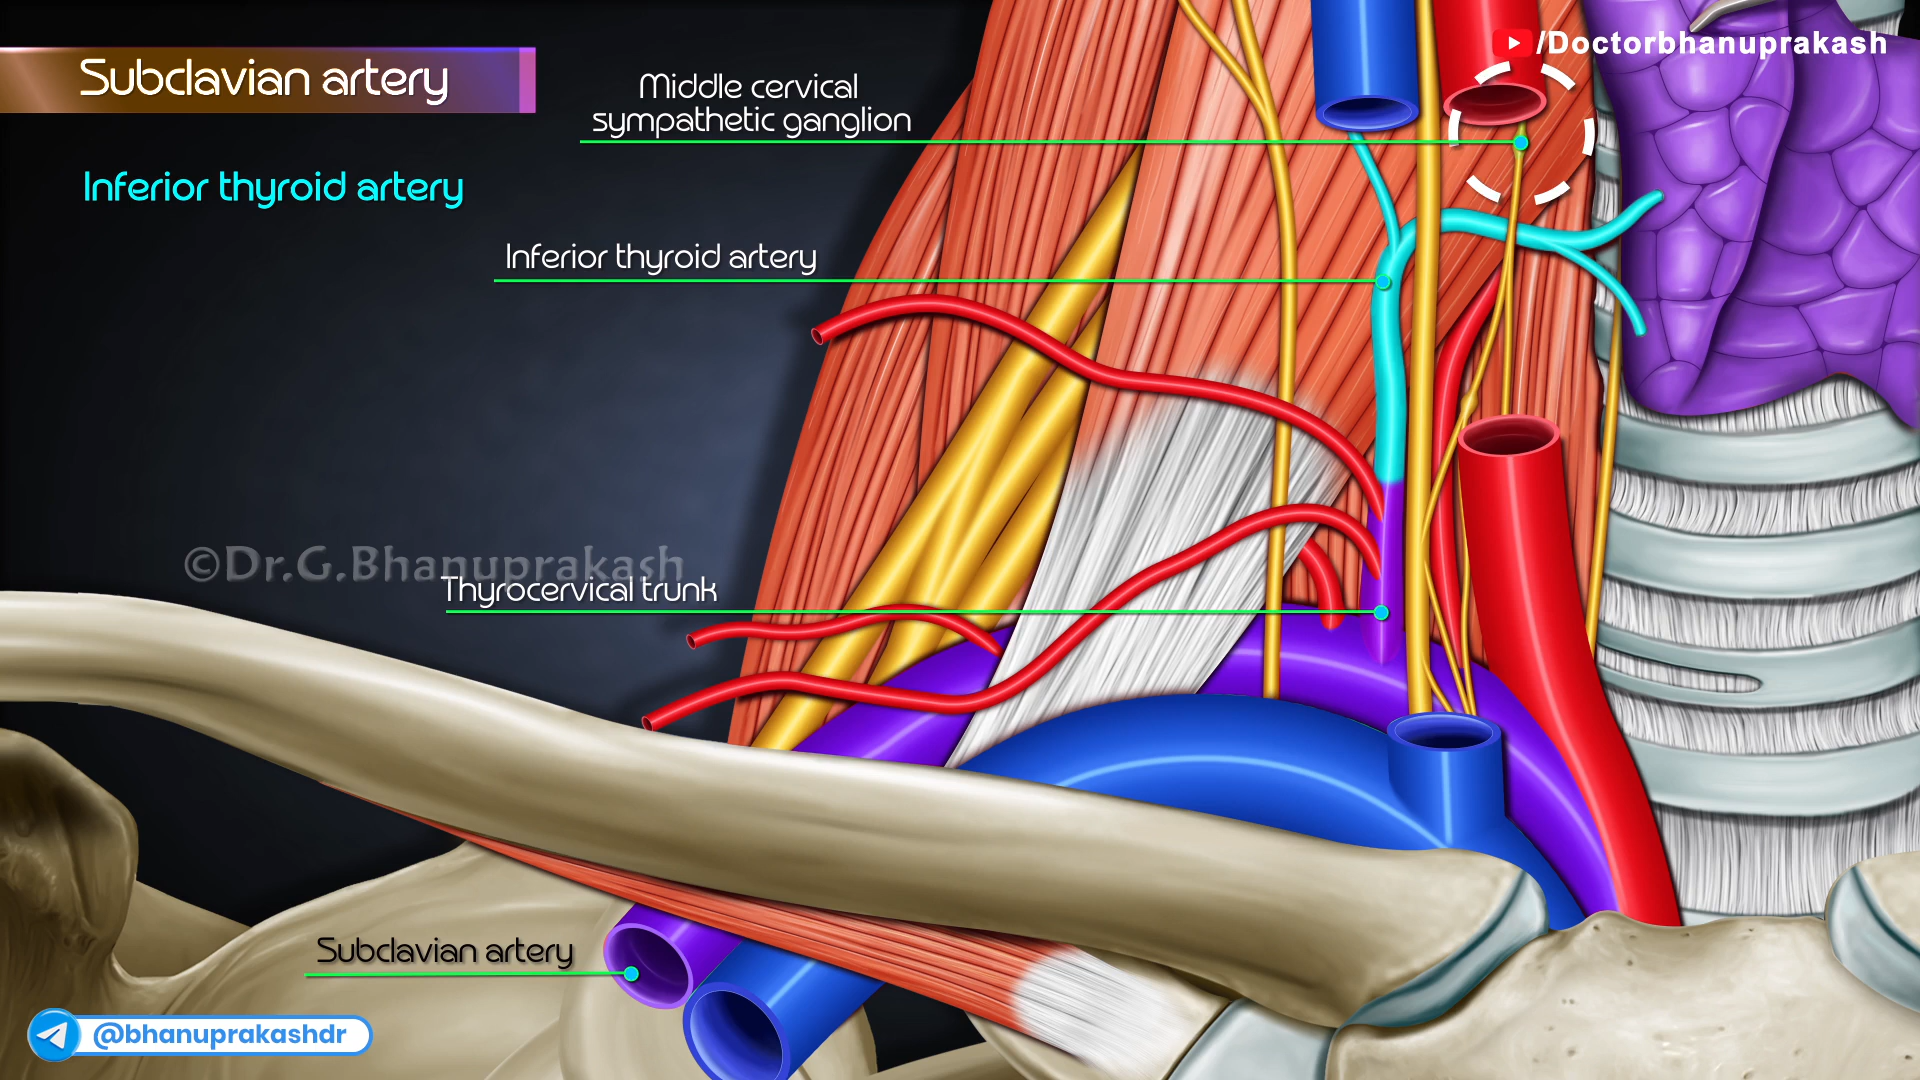 /Doctorbhanuprakash
Subclavian artery
Middle cervical
sympathetic ganglion
Inferior thyroid artery
Inferior thyroid artery
©Dr.G.Bhanuprakash
Thyrocervical trunk
Subclavian artery
@bhanuprakashdr